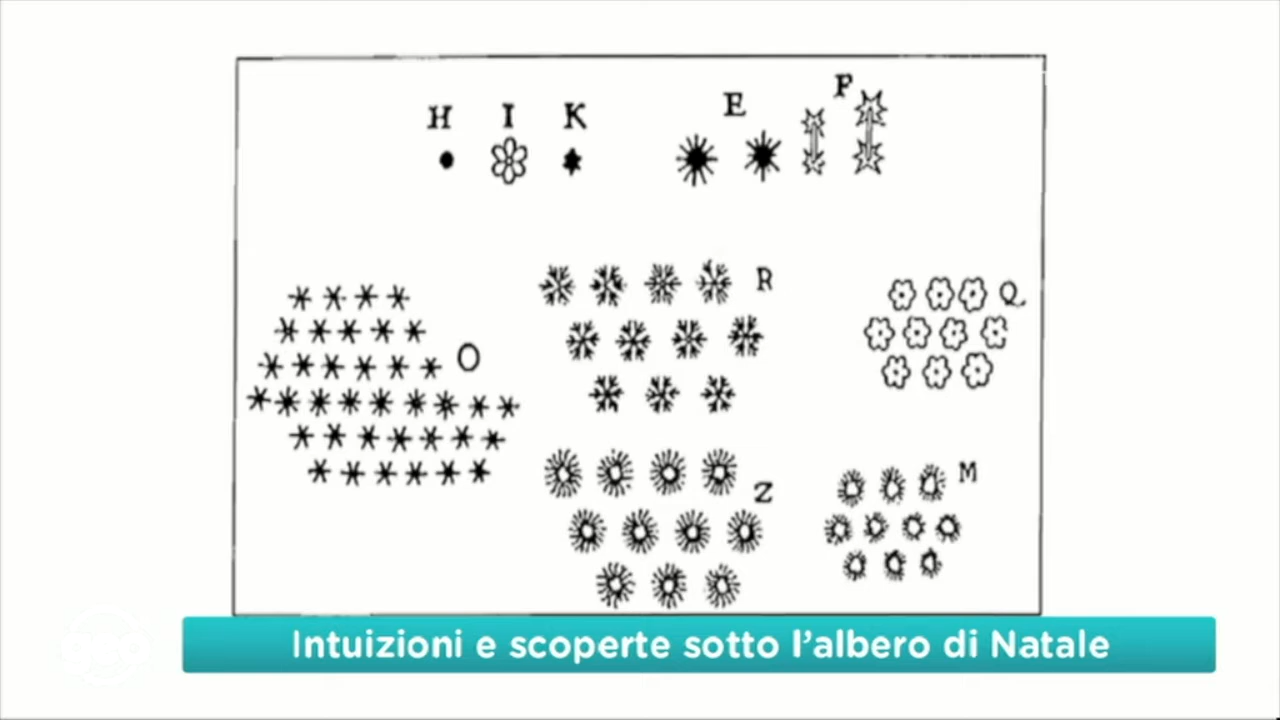 H I K E F
R
Q
O
Z
M
Intuizioni e scoperte sotto l’albero di Natale